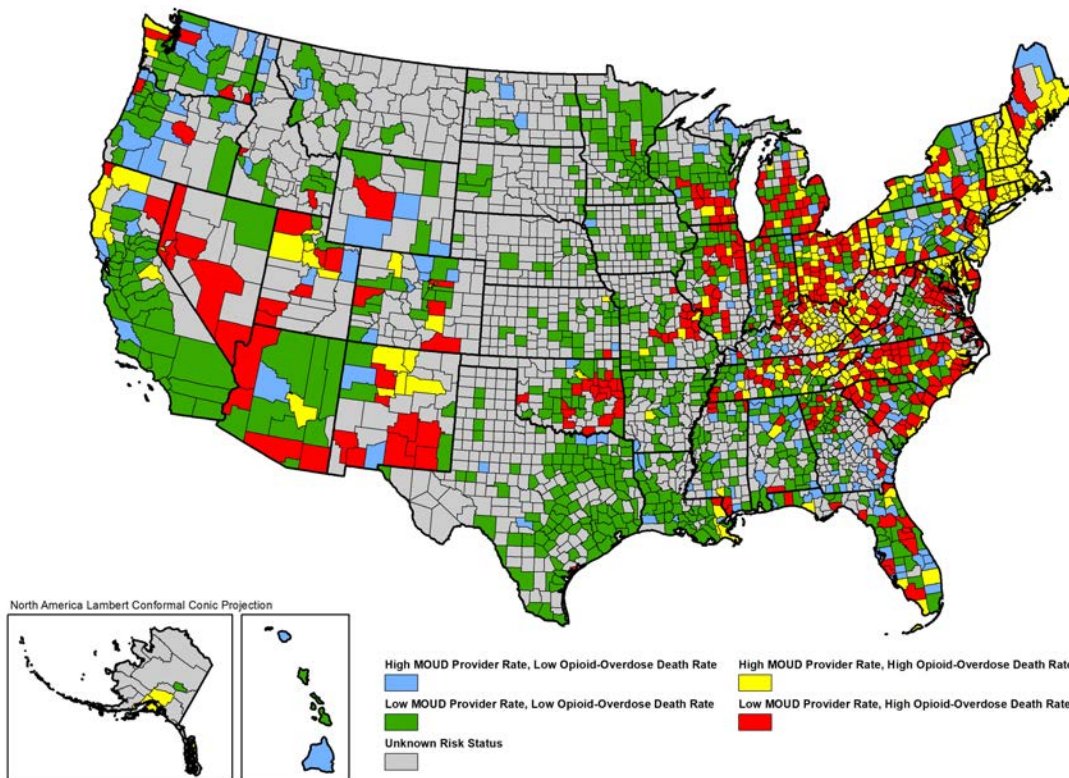 North America Lambert Conformal Conic Projection
High MOUD Provider Rate, Low Opioid-Overdose Death Rate
High MOUD Provider Rate, High Opioid-Overdose Death Rate
Low MOUD Provider Rate, Low Opioid-Overdose Death Rate
Low MOUD Provider Rate, High Opioid-Overdose Death Rate
Unknown Risk Status